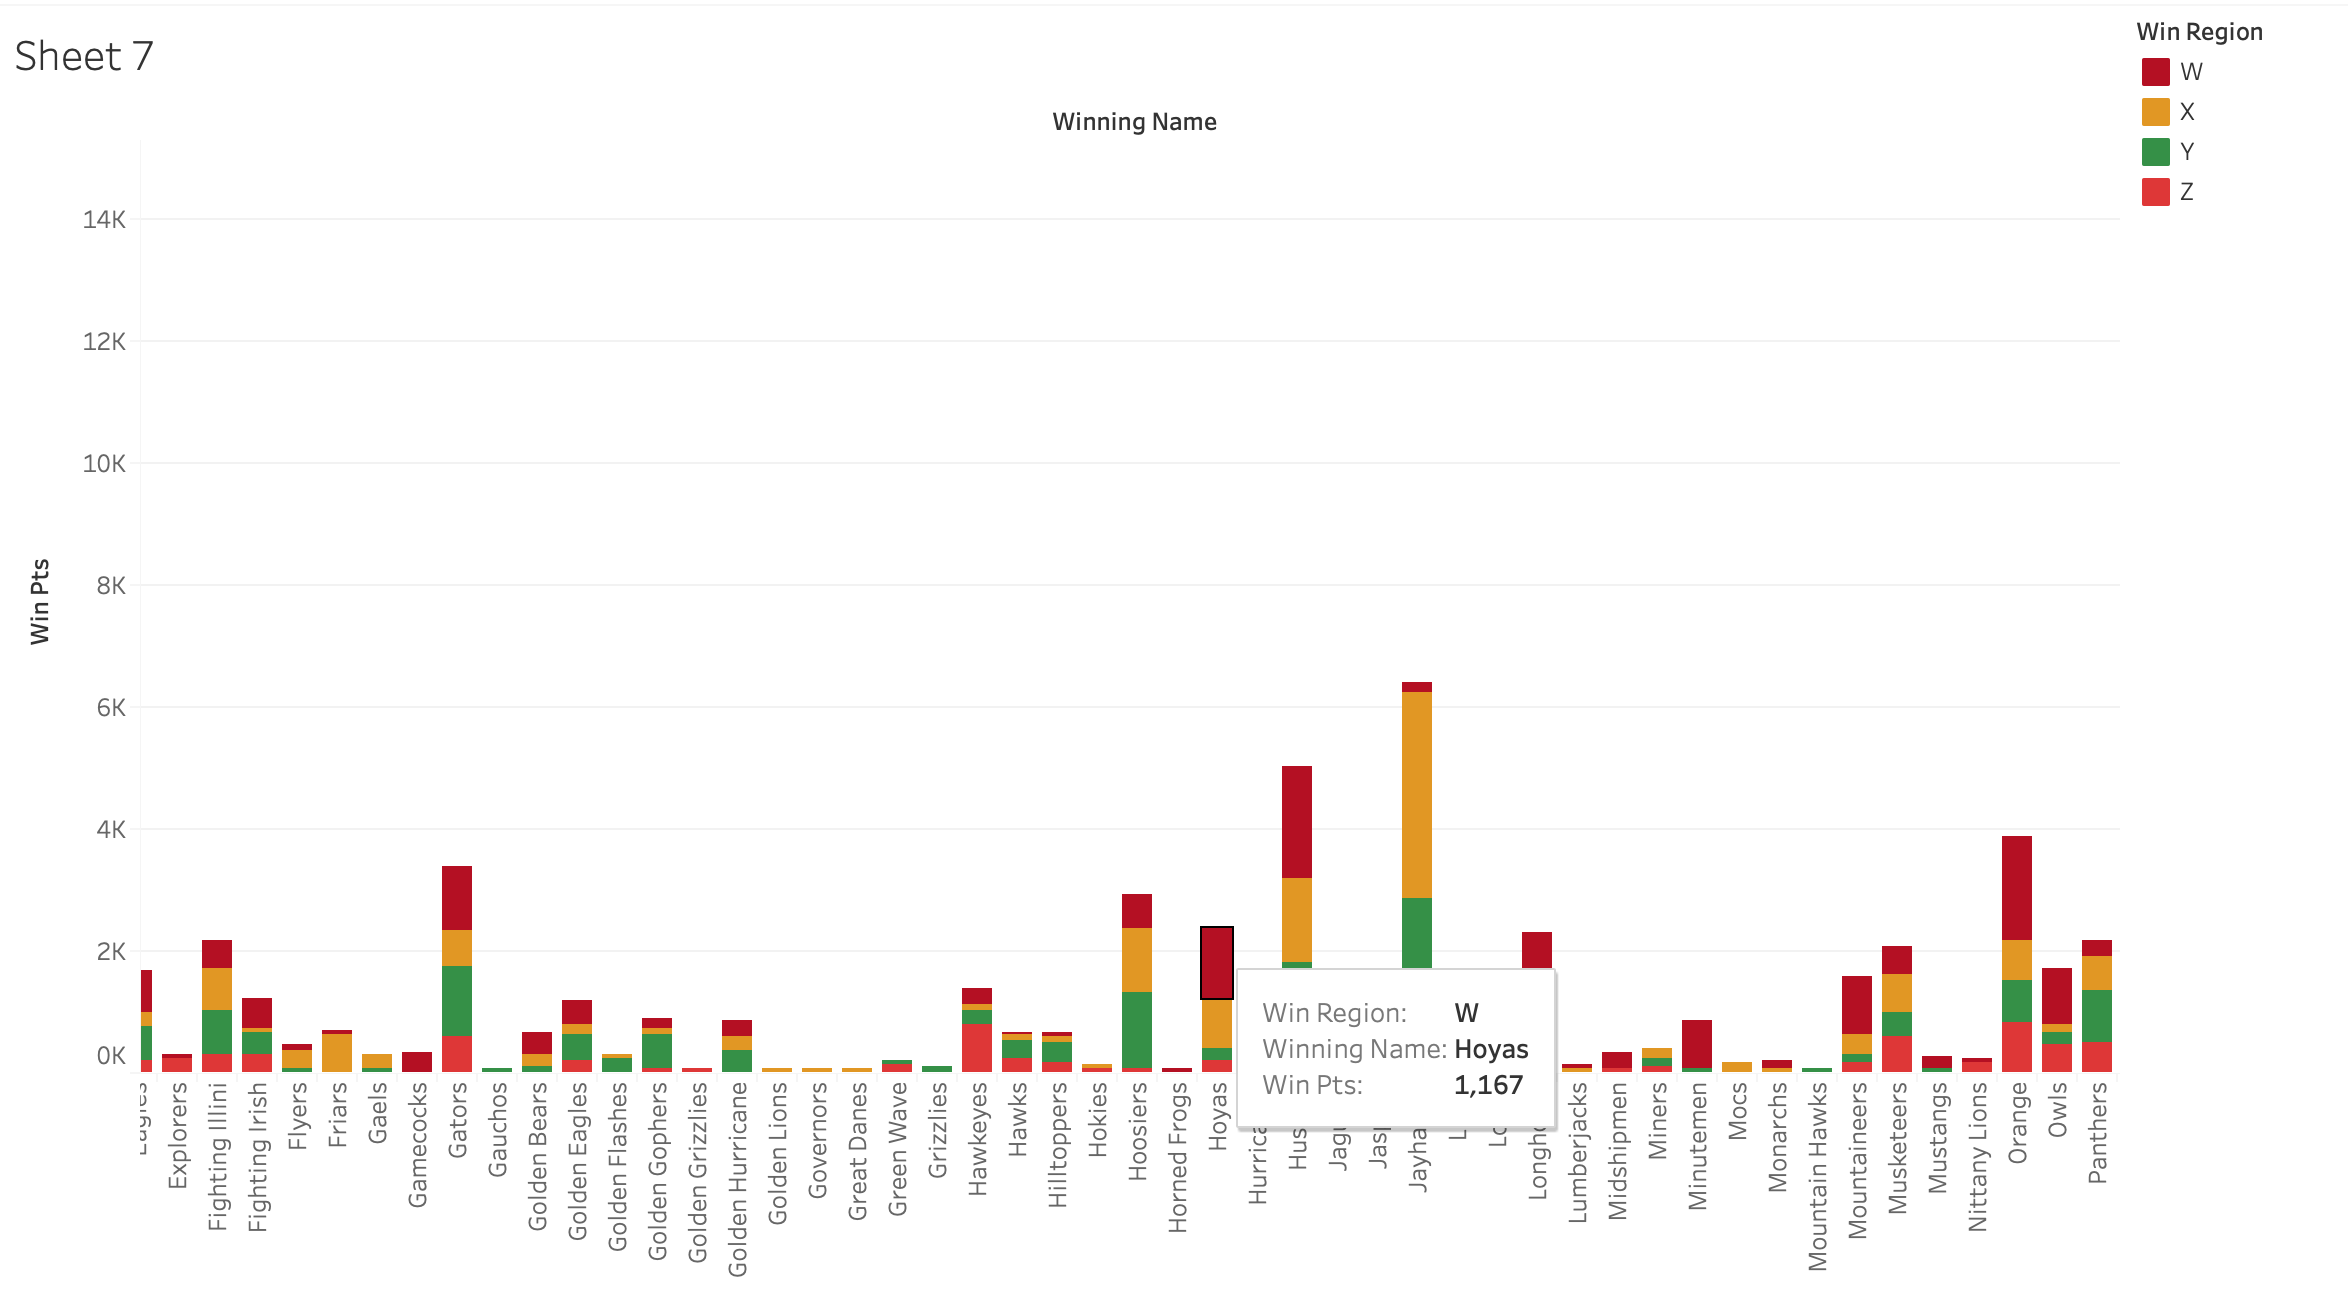 Sheet 7
Winning Name
Win Region
W
X
Y
Z
Win Pts
14K
12K
10K
8K
6K
4K
2K
0K
Win Region: W
Winning Name: Hoyas
Win Pts: 1,167
Explorers
Fighting Illini
Fighting Irish
Flyers
Friars
Gaels
Gamecocks
Gators
Gauchos
Golden Bears
Golden Eagles
Golden Flashes
Golden Gophers
Golden Grizzlies
Golden Hurricane
Golden Lions
Governors
Great Danes
Green Wave
Grizzlies
Hawkeyes
Hawks
Hilltoppers
Hokies
Hoosiers
Horned Frogs
Hoyas
Hurrica
Hus
Jagu
Jas
Jayha
L
Lo
Longh
Lumberjacks
Midshipmen
Miners
Minutemen
Mocs
Monarchs
Mountain Hawks
Mountaineers
Musketeers
Mustangs
Nittany Lions
Orange
Owls
Panthers